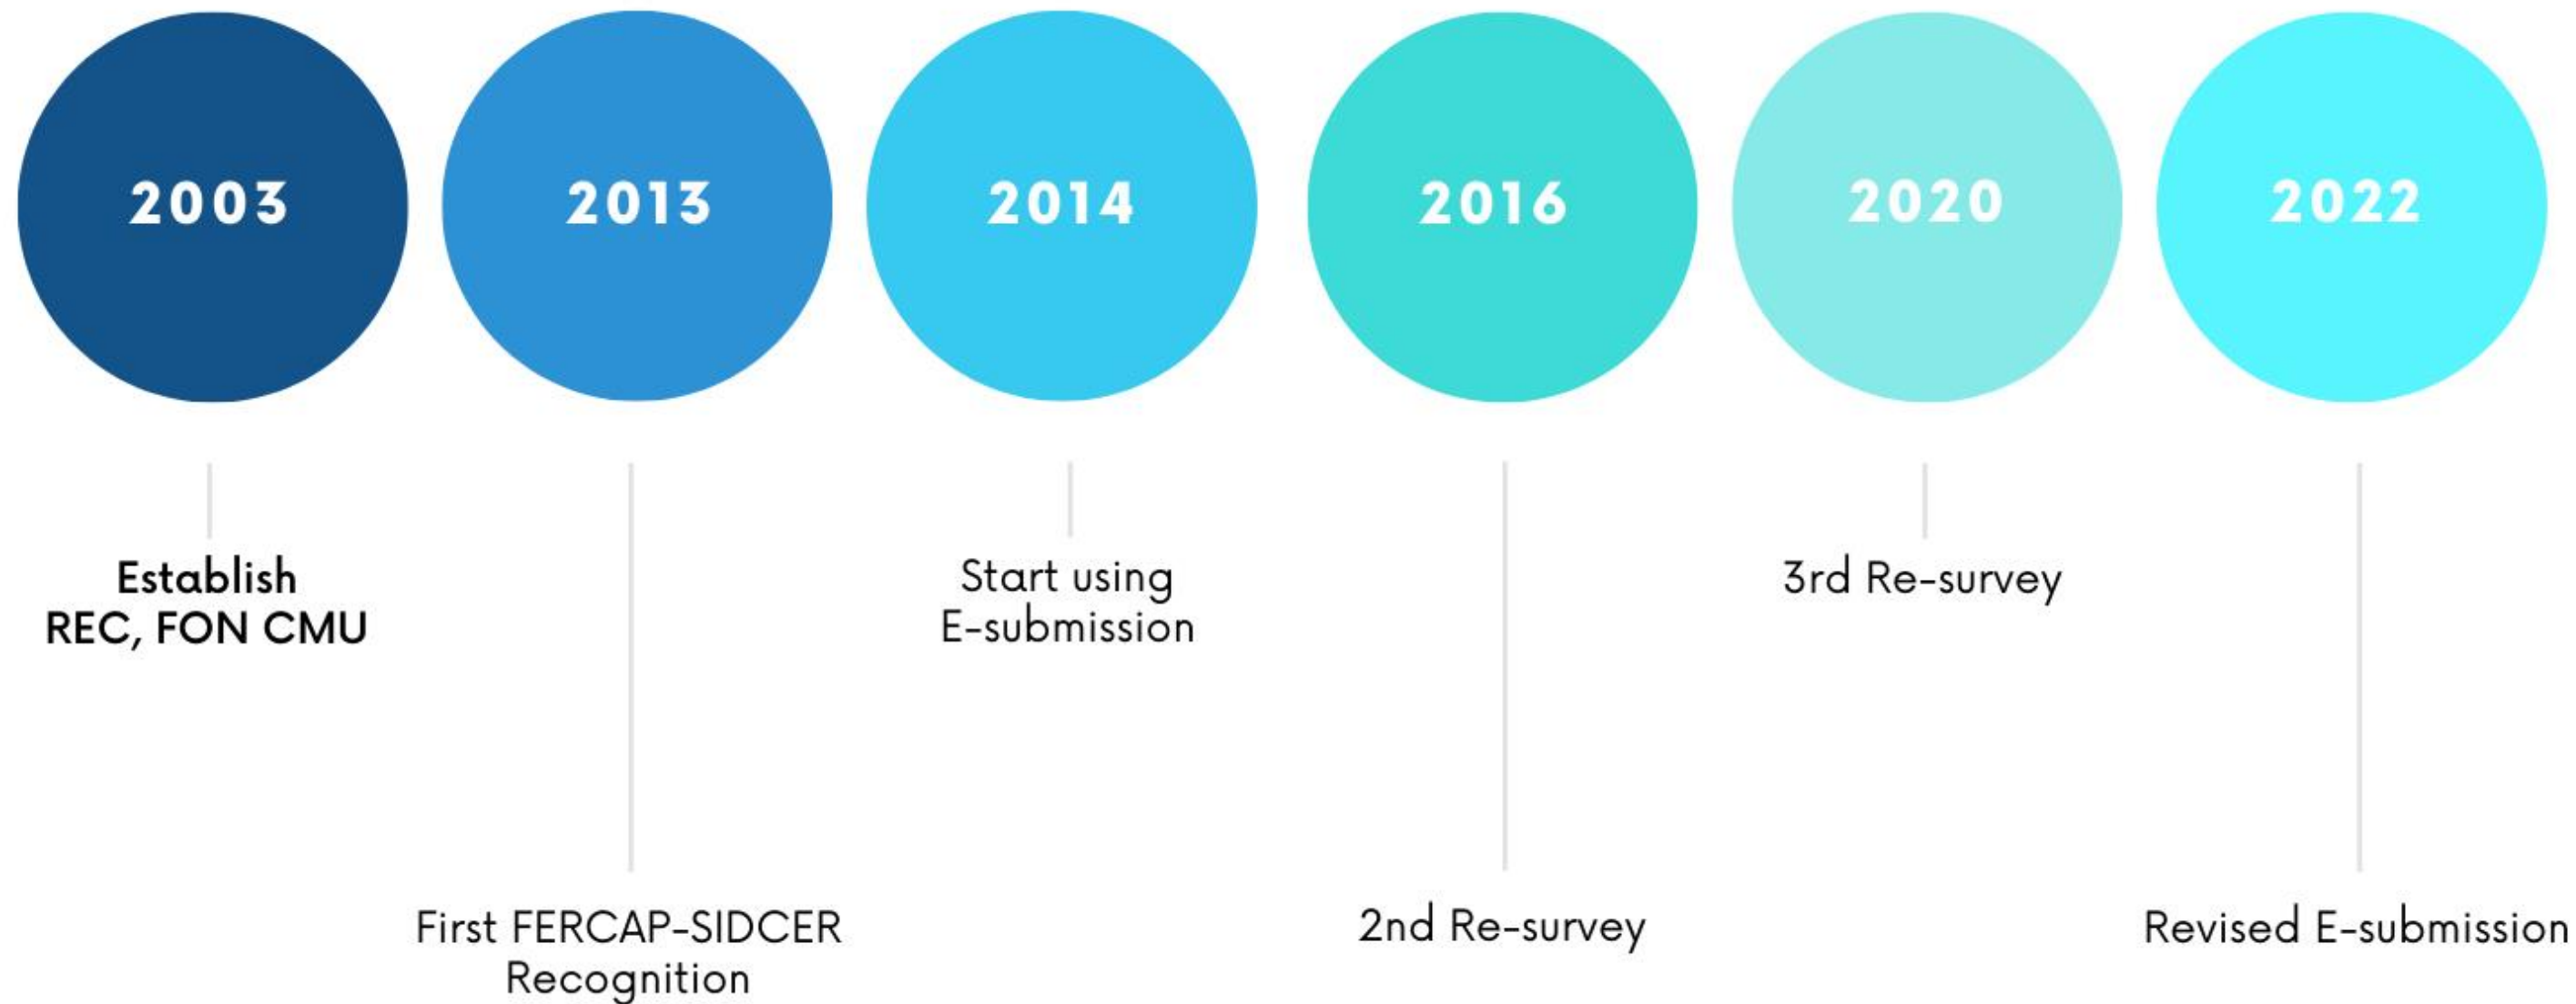 2003
2013
2014
2016
2020
2022
Establish
REC, FON CMU
First FERCAP-SIDCER
Recognition
Start using
E-submission
2nd Re-survey
3rd Re-survey
Revised E-submission